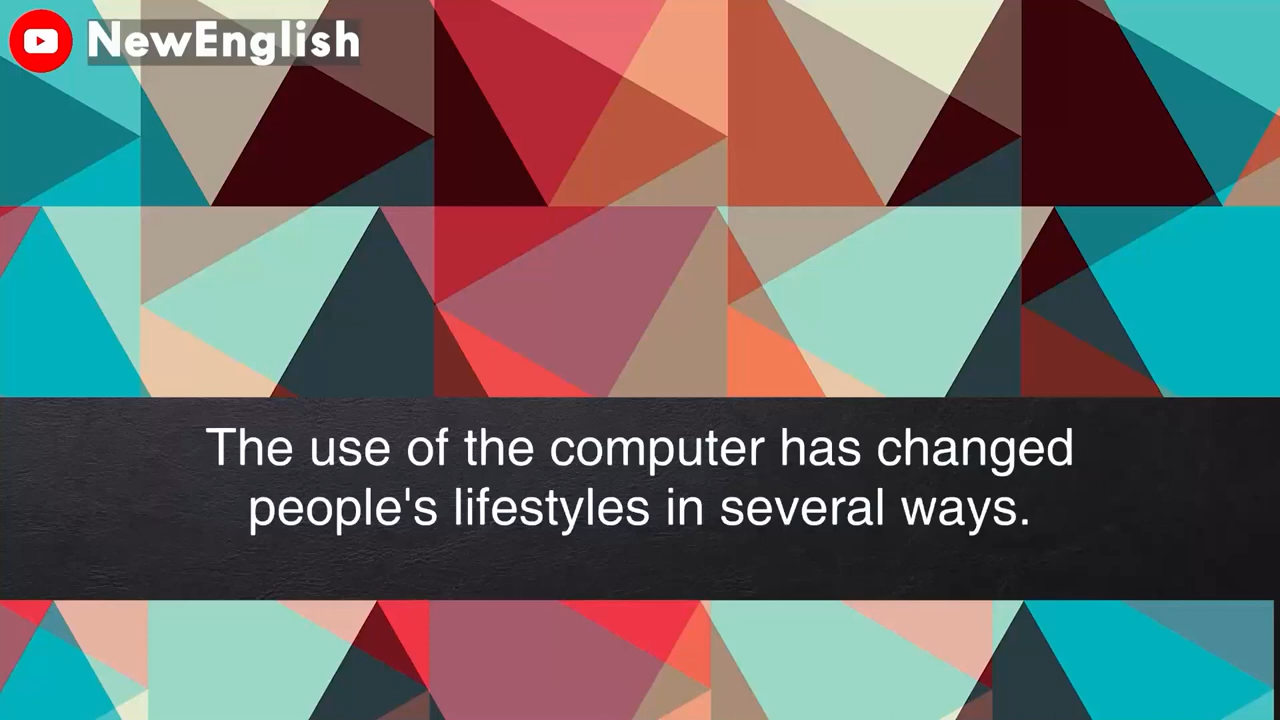 NewEnglish
The use of the computer has changed
people's lifestyles in several ways.